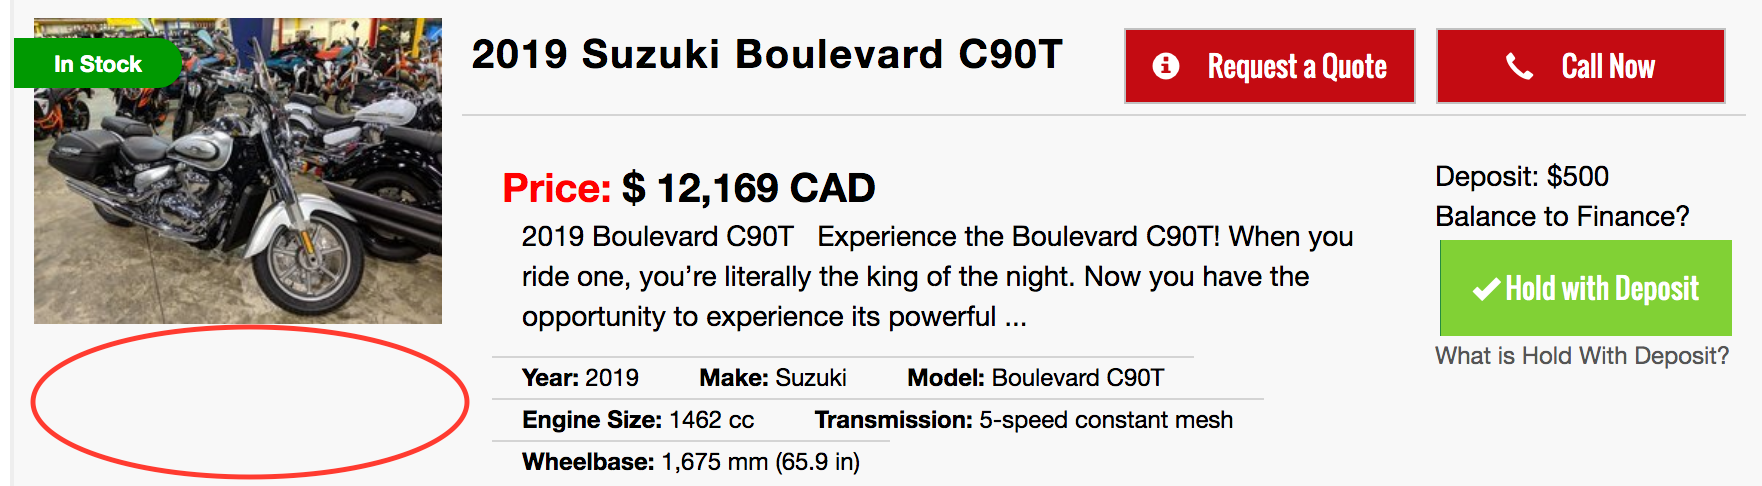 In Stock
2019 Suzuki Boulevard C90T
Request a Quote
Call Now
Price: $ 12,169 CAD
2019 Boulevard C90T   Experience the Boulevard C90T! When you
ride one, you’re literally the king of the night. Now you have the
opportunity to experience its powerful ...
Year: 2019 Make: Suzuki Model: Boulevard C90T
Engine Size: 1462 cc Transmission: 5-speed constant mesh
Wheelbase: 1,675 mm (65.9 in)
Deposit: $500
Balance to Finance?
Hold with Deposit
What is Hold With Deposit?